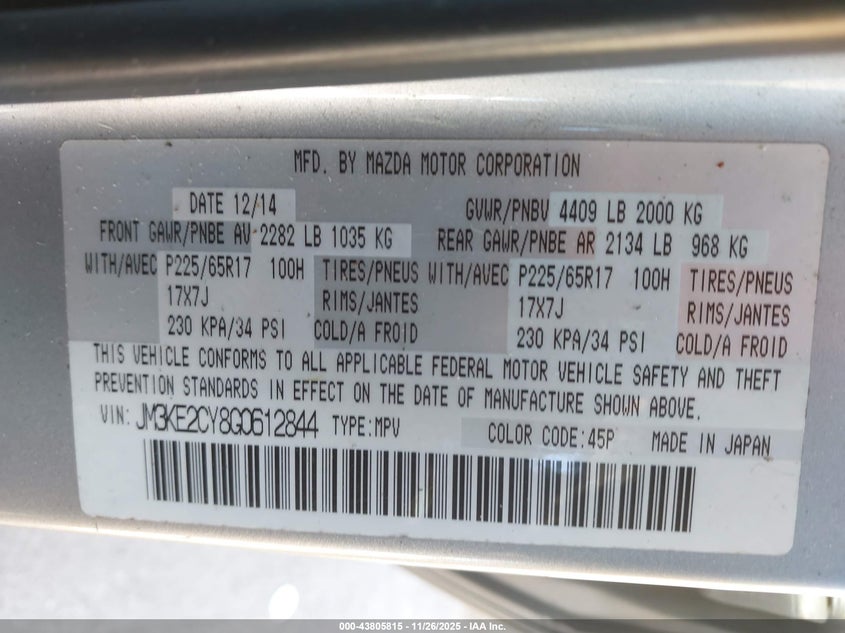 MFD. BY MAZDA MOTOR CORPORATION
DATE 12/14 GVWR/PNBV 4409 LB 2000 KG
FRONT GAWR/PNBE AV 2282 LB 1035 KG REAR GAWR/PNBE AR 2134 LB 968 KG
WITH/AVEC P225/65R17 100H TIRES/PNEUS WITH/AVEC P225/65R17 100H TIRES/PNEUS
17X7J RIMS/JANTES 17X7J RIMS/JANTES
230 KPA/34 PSI COLD/A FROID 230 KPA/34 PSI COLD/A FROID
THIS VEHICLE CONFORMS TO ALL APPLICABLE FEDERAL MOTOR VEHICLE SAFETY AND THEFT
PREVENTION STANDARDS IN EFFECT ON THE DATE OF MANUFACTURE SHOWN ABOVE.
VIN: JM3KE2CY8G0612844 TYPE:MPV COLOR CODE:45P MADE IN JAPAN
000-43805815 - 11/26/2025 - IAA Inc.